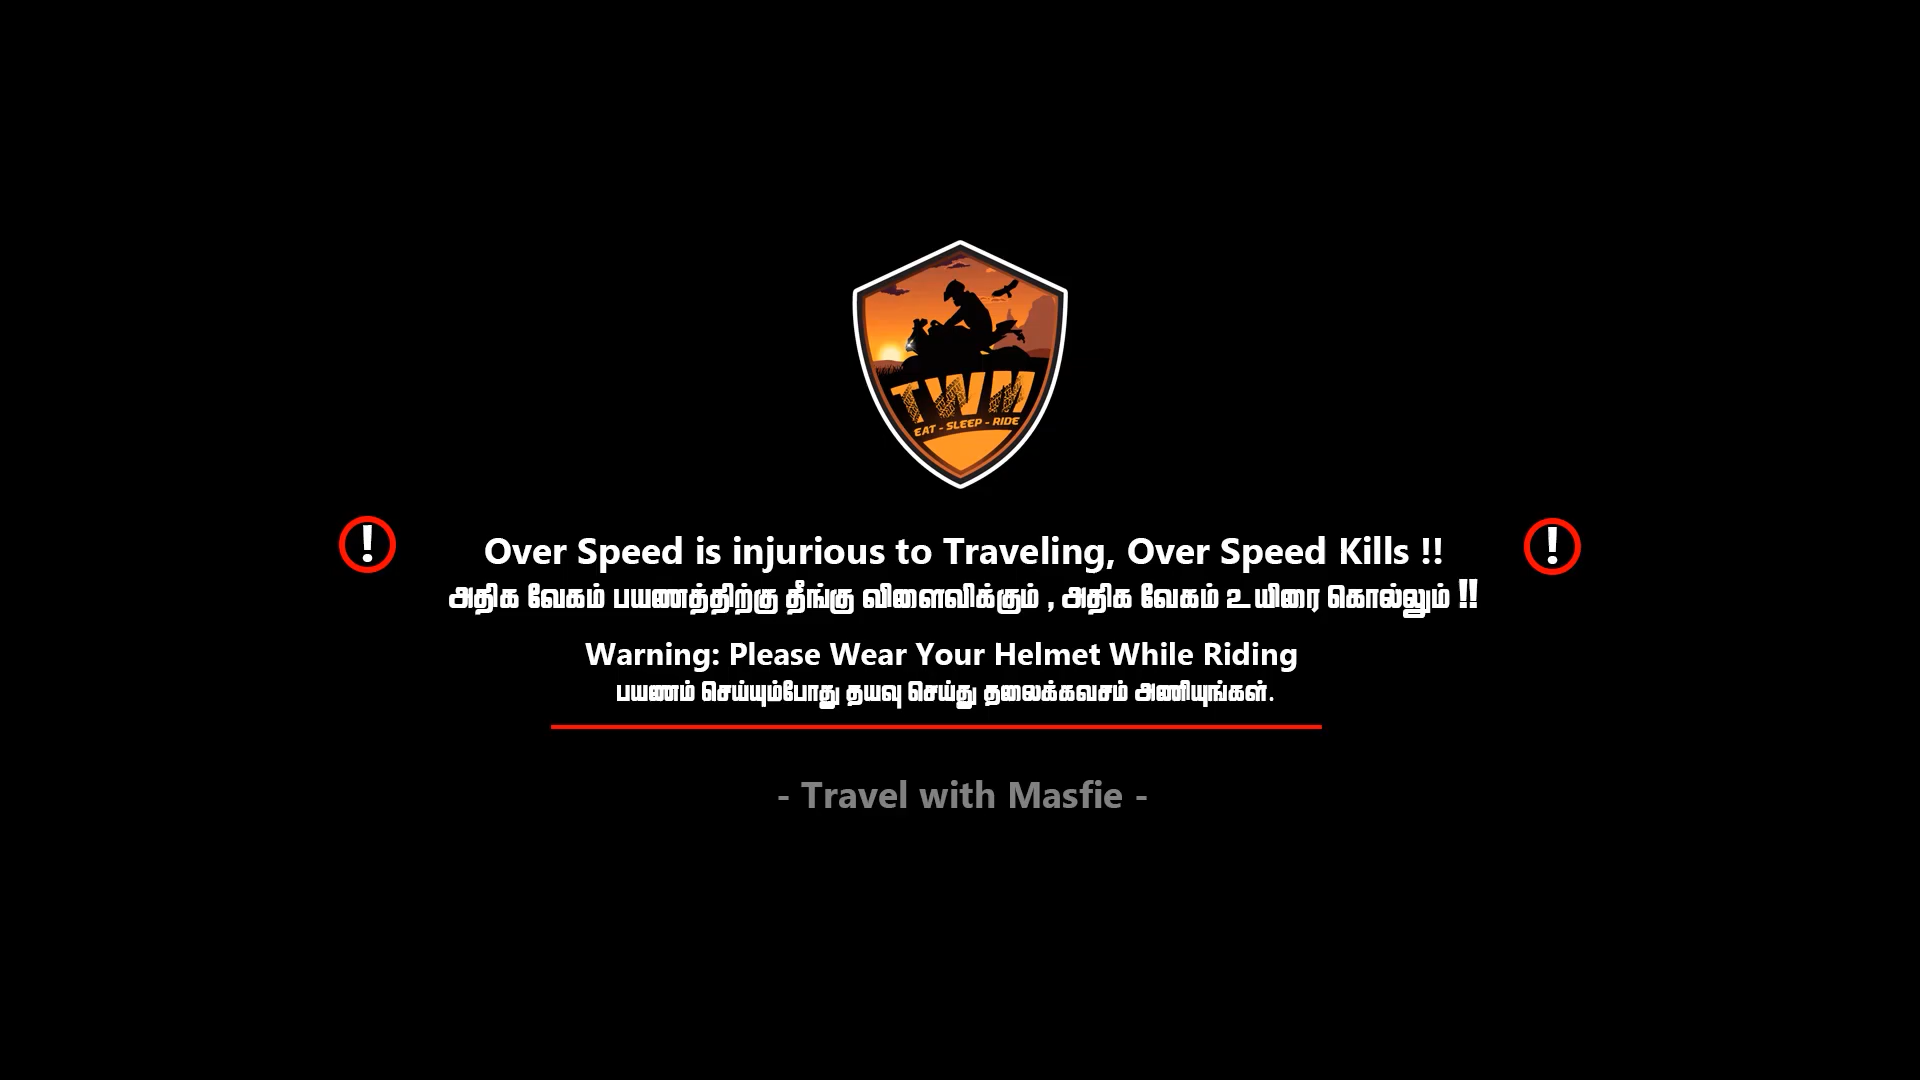 TWM
EAT - SLEEP - RIDE
! Over Speed is injurious to Traveling, Over Speed Kills !! !
அதிக வேகம் பயணத்திற்கு தீங்கு விளைவிக்கும் , அதிக வேகம் உயிரை கொல்லும் !!
Warning: Please Wear Your Helmet While Riding
பயணம் செய்யும்போது தயவு செய்து தலைக்கவசம் அணியுங்கள்.
- Travel with Masfie -